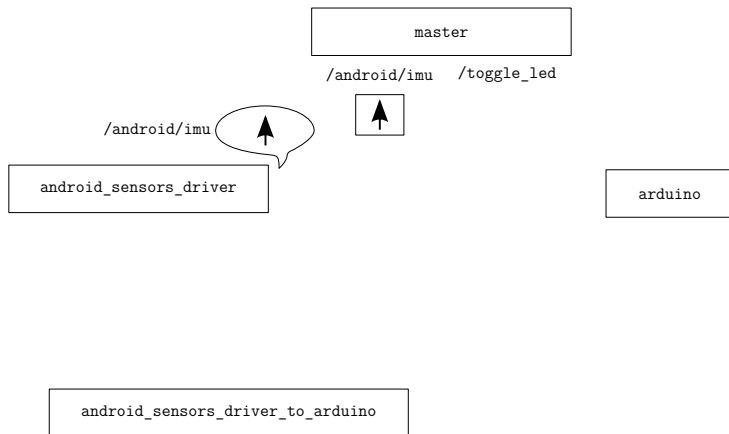 master
/android/imu /toggle_led
/android/imu
android_sensors_driver
arduino
android_sensors_driver_to_arduino